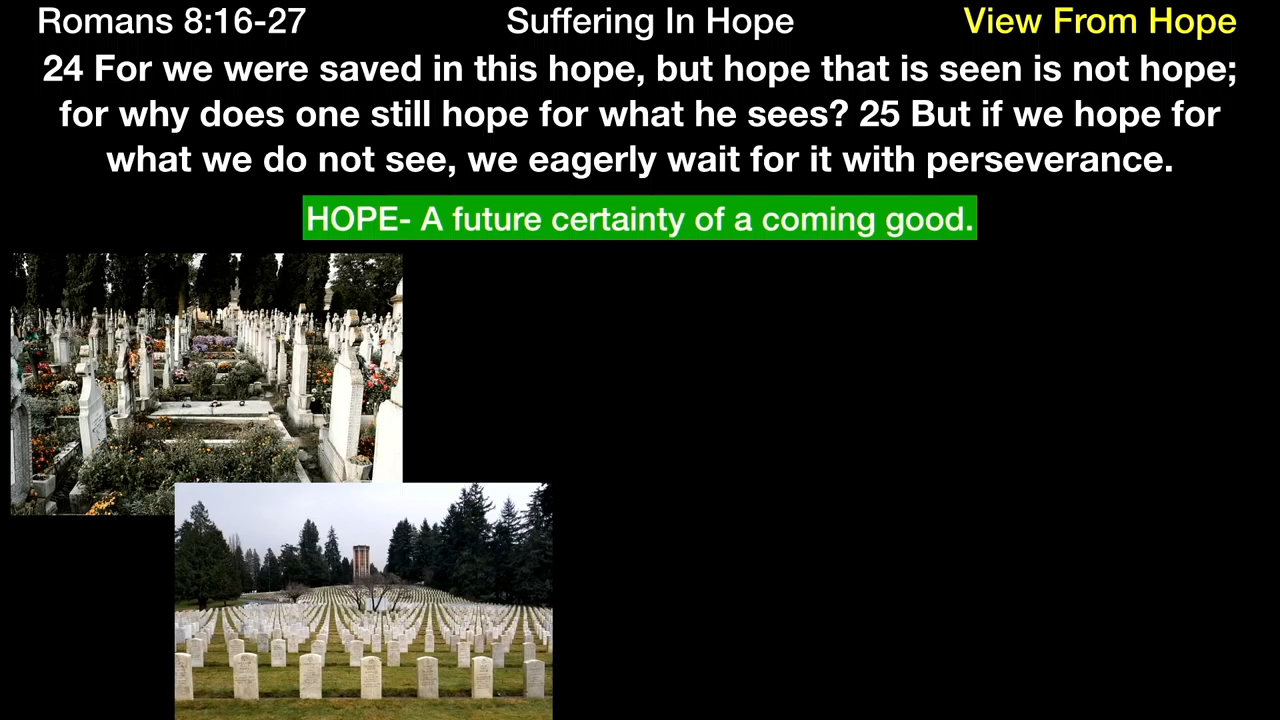 Romans 8:16-27 Suffering In Hope View From Hope
24 For we were saved in this hope, but hope that is seen is not hope;
for why does one still hope for what he sees? 25 But if we hope for
what we do not see, we eagerly wait for it with perseverance.
HOPE- A future certainty of a coming good.